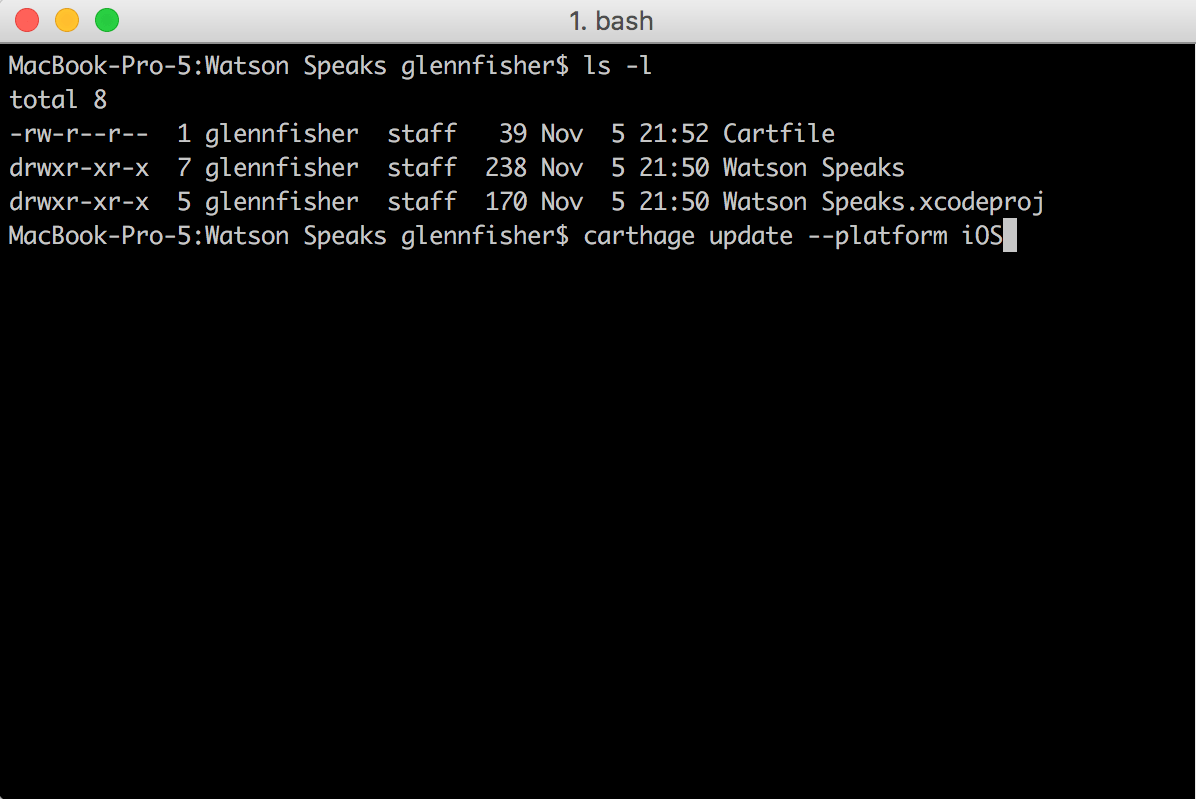 1. bash
MacBook-Pro-5:Watson Speaks glennfisher$ ls -l
total 8
-rw-r--r--  1 glennfisher  staff   39 Nov  5 21:52 Cartfile
drwxr-xr-x  7 glennfisher  staff  238 Nov  5 21:50 Watson Speaks
drwxr-xr-x  5 glennfisher  staff  170 Nov  5 21:50 Watson Speaks.xcodeproj
MacBook-Pro-5:Watson Speaks glennfisher$ carthage update --platform iOS